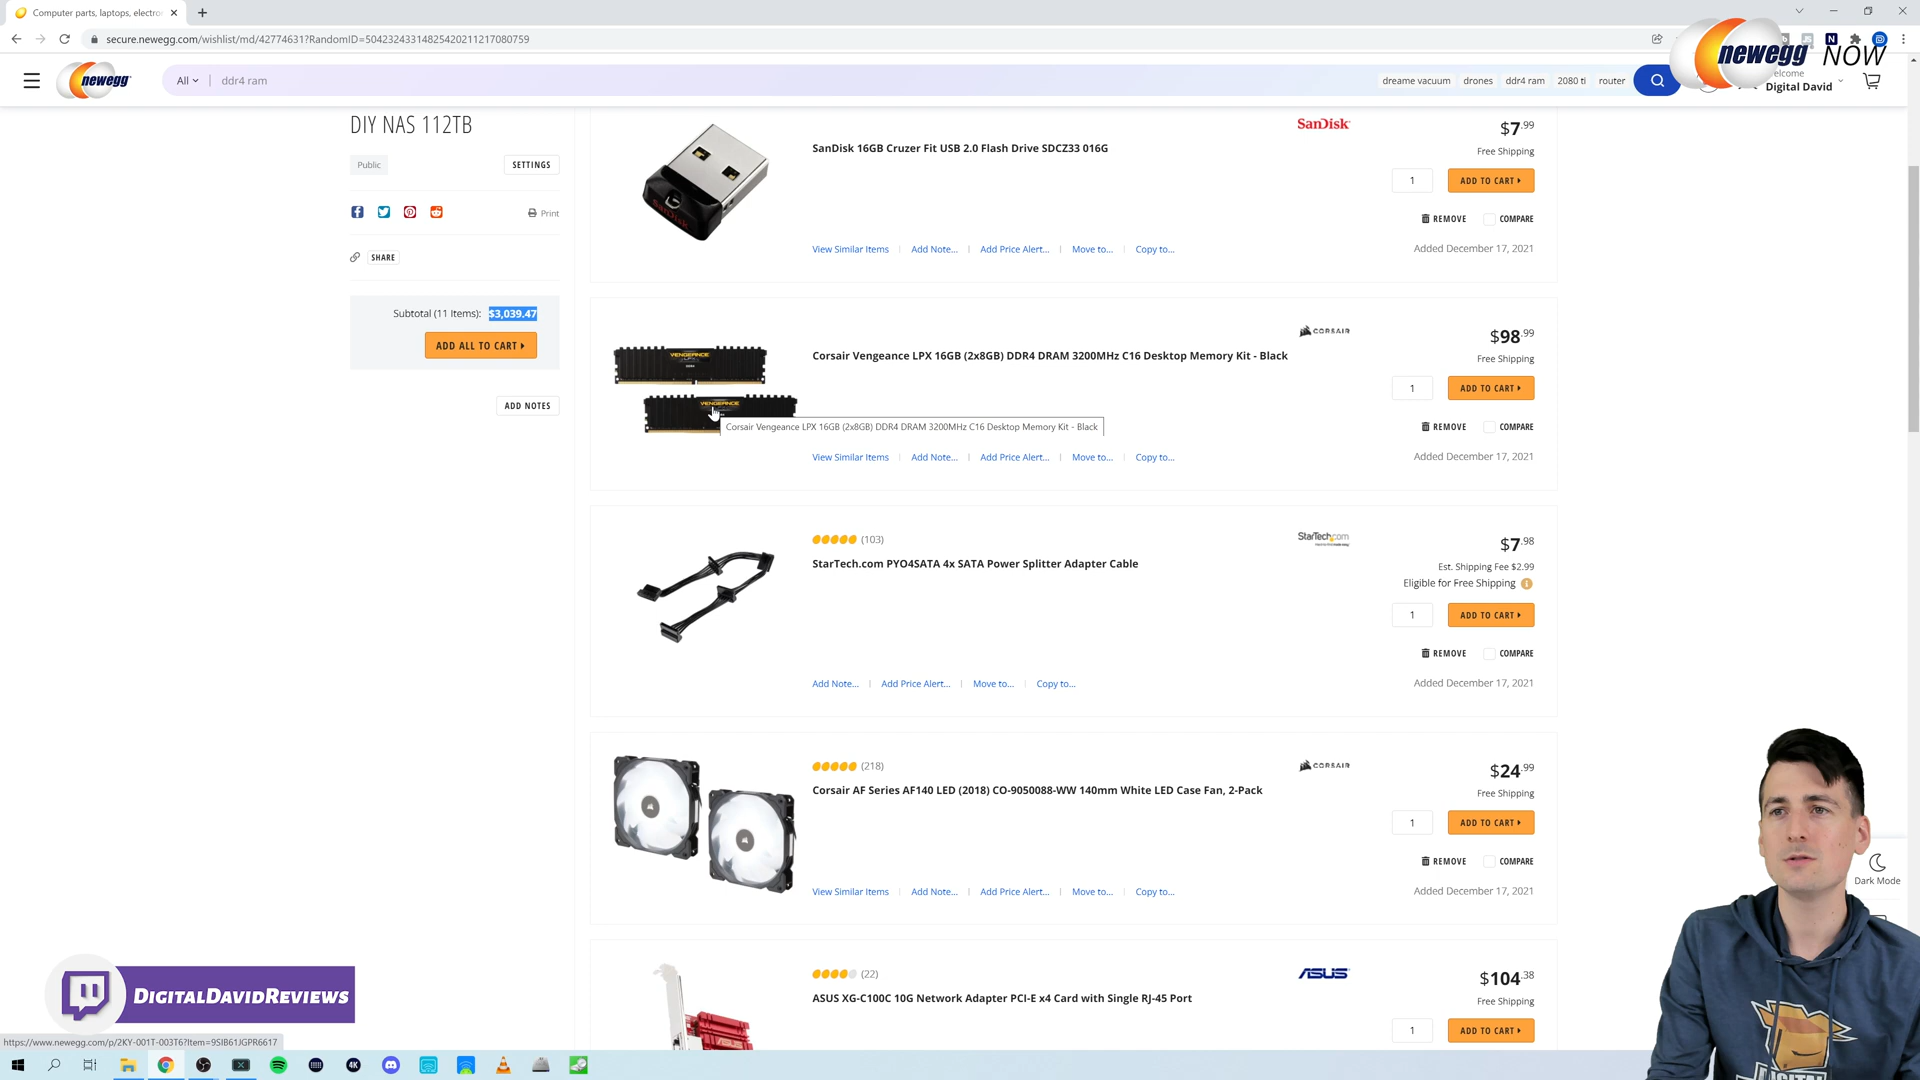 Computer parts, laptops, electro
secure.newegg.com/wishlist/md/42774631?RandomID=50423243314825420211217080759
newegg NOW
newegg
All
ddr4 ram
dreame vacuum
drones
ddr4 ram
2080 ti
router
elcome
Digital David
DIY NAS 112TB
Public
SETTINGS
Print
SHARE
Subtotal (11 Items): $3,039.47
ADD ALL TO CART
ADD NOTES
SanDisk
SanDisk 16GB Cruzer Fit USB 2.0 Flash Drive SDCZ33 016G
$7.99
Free Shipping
1
ADD TO CART
REMOVE
COMPARE
View Similar Items
Add Note...
Add Price Alert...
Move to...
Copy to...
Added December 17, 2021
CORSAIR
VENGEANCE
VENGEANCE
Corsair Vengeance LPX 16GB (2x8GB) DDR4 DRAM 3200MHz C16 Desktop Memory Kit - Black
$98.99
Free Shipping
1
ADD TO CART
Corsair Vengeance LPX 16GB (2x8GB) DDR4 DRAM 3200MHz C16 Desktop Memory Kit - Black
REMOVE
COMPARE
View Similar Items
Add Note...
Add Price Alert...
Move to...
Copy to...
Added December 17, 2021
(103)
StarTech.com
StarTech.com PYO4SATA 4x SATA Power Splitter Adapter Cable
$7.98
Est. Shipping Fee $2.99
Eligible for Free Shipping
1
ADD TO CART
REMOVE
COMPARE
Add Note...
Add Price Alert...
Move to...
Copy to...
Added December 17, 2021
(218)
CORSAIR
Corsair AF Series AF140 LED (2018) CO-9050088-WW 140mm White LED Case Fan, 2-Pack
$24.99
Free Shipping
1
ADD TO CART
REMOVE
COMPARE
View Similar Items
Add Note...
Add Price Alert...
Move to...
Copy to...
Added December 17, 2021
Dark Mode
(22)
ASUS
ASUS XG-C100C 10G Network Adapter PCI-E x4 Card with Single RJ-45 Port
$104.38
Free Shipping
1
ADD TO CART
DIGITALDAVIDREVIEWS
https://www.newegg.com/p/2KY-001T-003T6?Item=9SIB61JGPR6617
4K